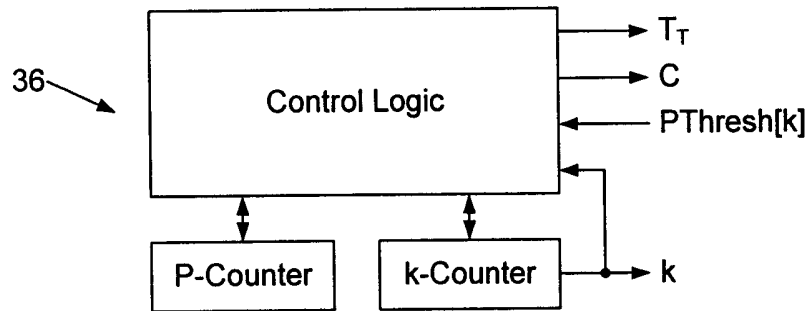 T_T
36
C
Control Logic
PThresh[k]
P-Counter
k-Counter
k